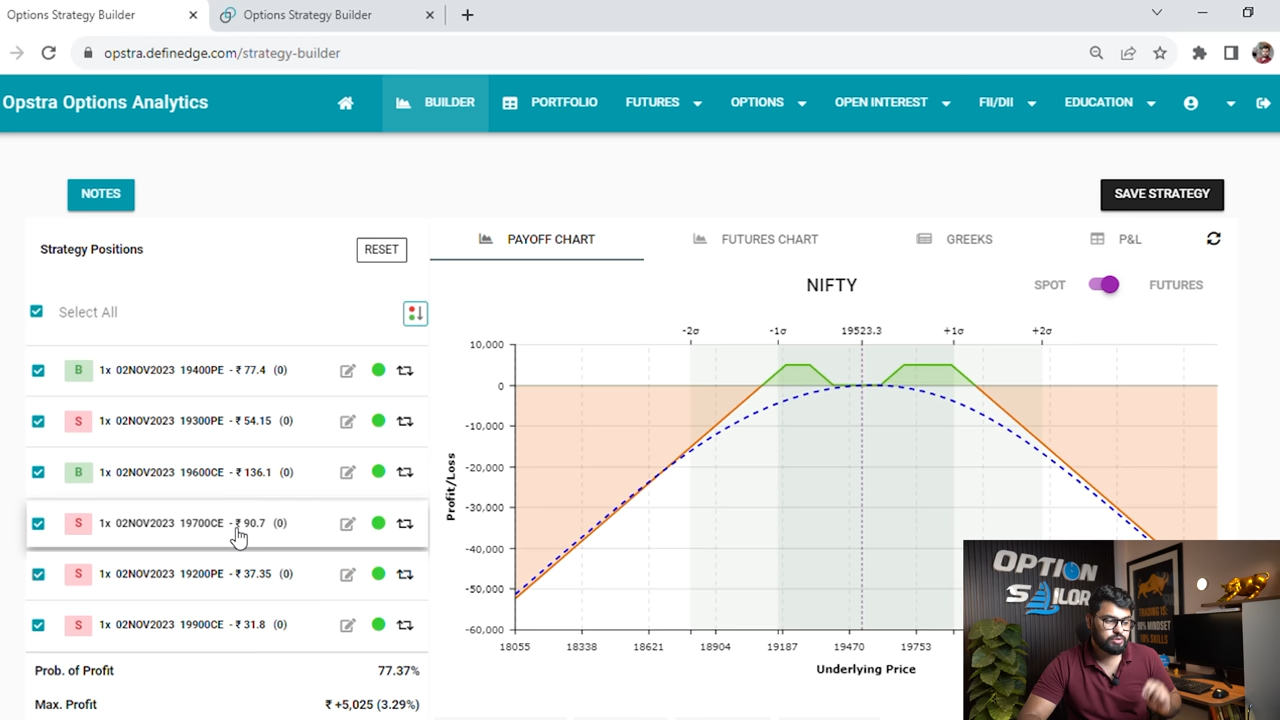 Options Strategy Builder
Options Strategy Builder
opstra.definedge.com/strategy-builder
Opstra Options Analytics
BUILDER
PORTFOLIO
FUTURES
OPTIONS
OPEN INTEREST
FII/DII
EDUCATION
NOTES
SAVE STRATEGY
Strategy Positions
RESET
Select All
B 1x 02NOV2023 19400PE - ₹ 77.4 (0)
S 1x 02NOV2023 19300PE - ₹ 54.15 (0)
B 1x 02NOV2023 19600CE - ₹ 136.1 (0)
S 1x 02NOV2023 19700CE - ₹ 90.7 (0)
S 1x 02NOV2023 19200PE - ₹ 37.35 (0)
S 1x 02NOV2023 19900CE - ₹ 31.8 (0)
Prob. of Profit 77.37%
Max. Profit ₹ +5,025 (3.29%)
PAYOFF CHART
FUTURES CHART
GREEKS
P&L
NIFTY
SPOT
FUTURES
-2σ -1σ 19523.3 +1σ +2σ
10,000
0
-10,000
-20,000
-30,000
-40,000
-50,000
-60,000
Profit/Loss
18055 18338 18621 18904 19187 19470 19753
Underlying Price
OPTION
SAILOR
TRADING IS:
90% MINDSET
10% SKILLS